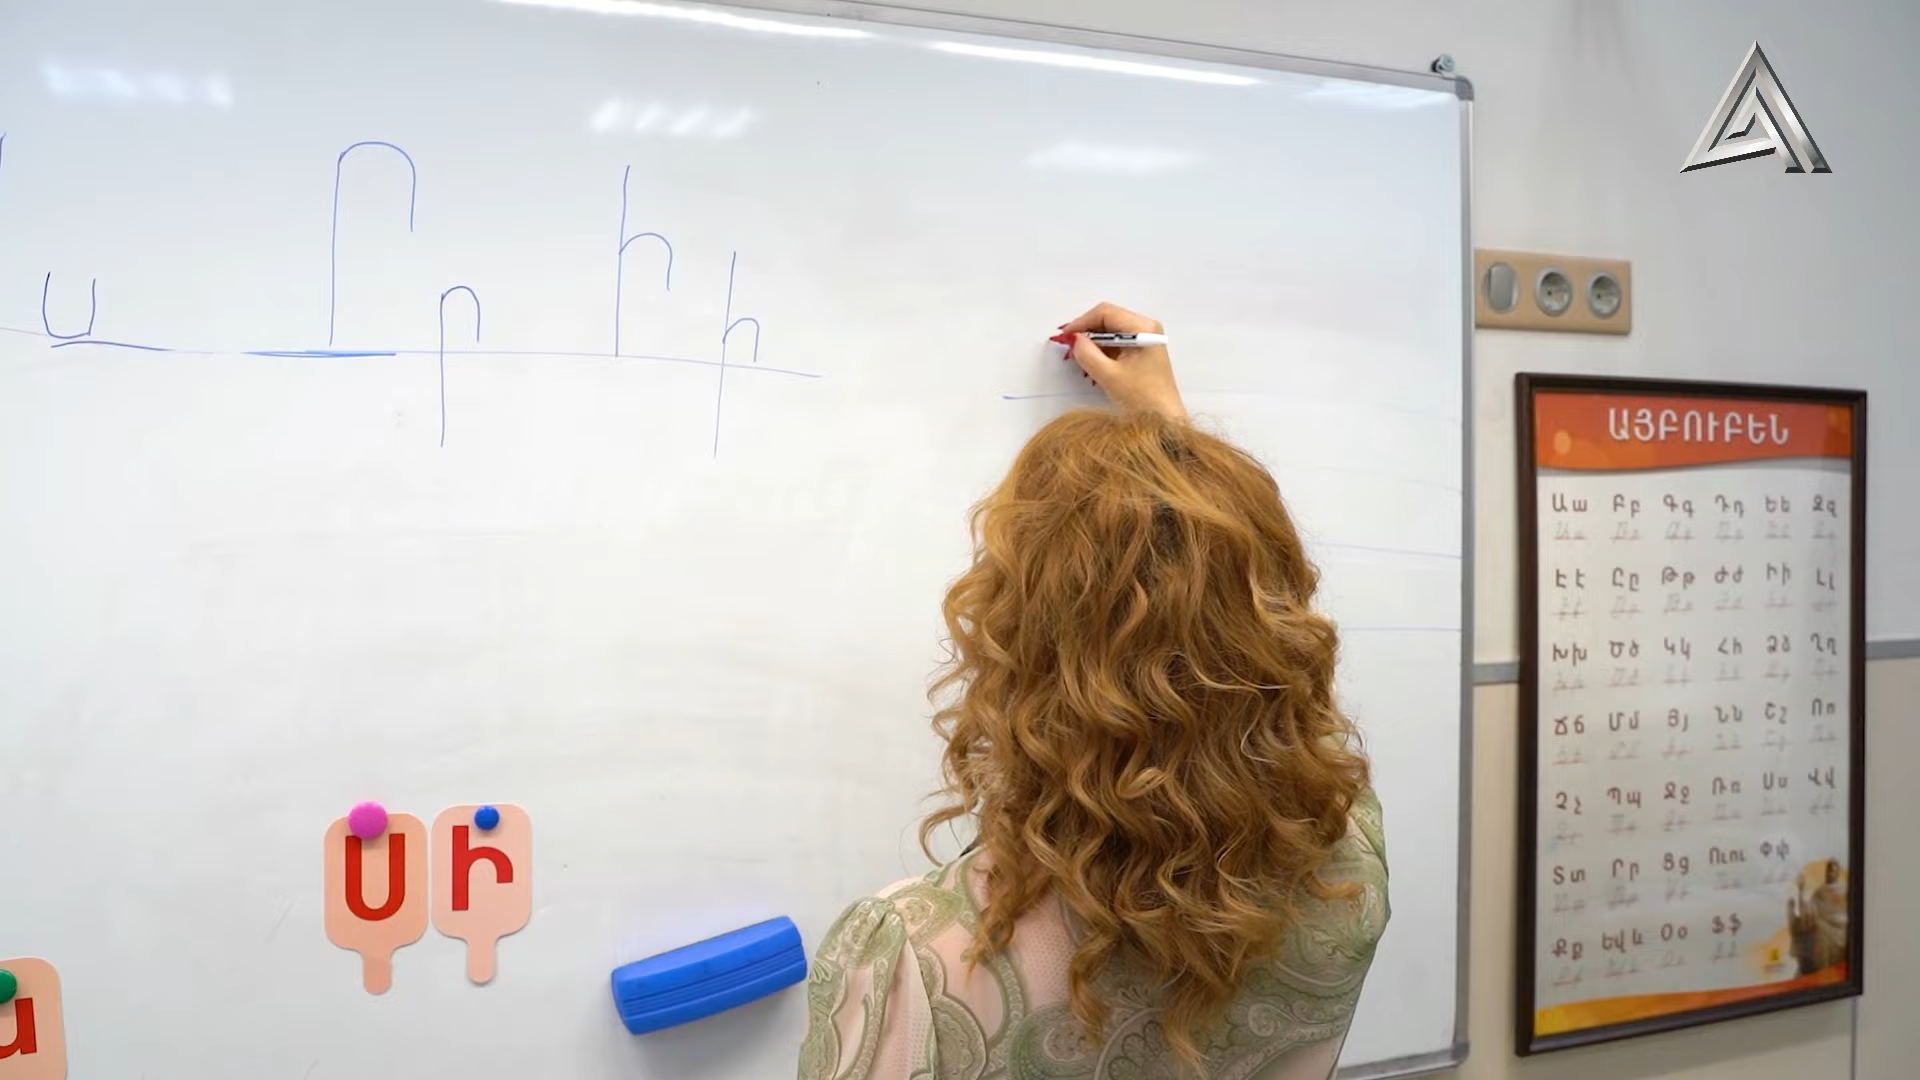 ա Ր ր Ի ի
Ս Ի
ա
ԱՅԲՈՒԲԵՆ
Աա Բբ Գգ Դդ Եե Զզ
Էէ Ըը Թթ Ժժ Իի Լլ
Խխ Ծծ Կկ Հհ Ձձ Ղղ
Ճճ Մմ Յյ Նն Շշ Ոո
Չչ Պպ Ջջ Ռռ Սս Վվ
Տտ Րր Ցց Ուու Փփ
Քք Եվև Օօ Ֆֆ